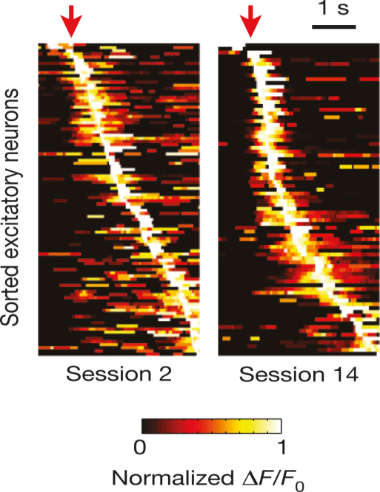 1 s
Sorted excitatory neurons
Session 2
Session 14
0
1
Normalized ΔF/F0